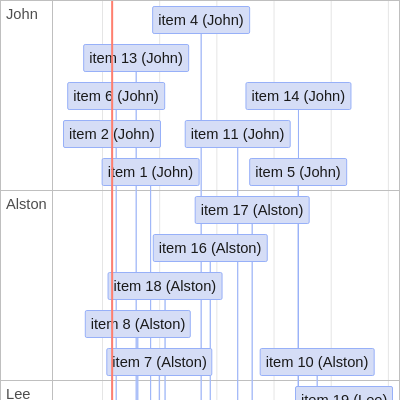 John
item 4 (John)
item 13 (John)
item 6 (John)
item 14 (John)
item 2 (John)
item 11 (John)
item 1 (John)
item 5 (John)
Alston
item 17 (Alston)
item 16 (Alston)
item 18 (Alston)
item 8 (Alston)
item 7 (Alston)
item 10 (Alston)
Lee
item 19 (Lee)